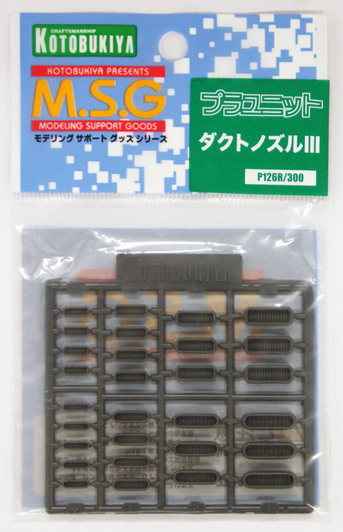 CRAFTSMANSHIP
KOTOBUKIYA
KOTOBUKIYA PRESENTS
M.S.G
MODELING SUPPORT GOODS
モデリング サポート グッズ シリーズ
プラユニット
ダクトノズルIII
P126R/300
KOTOBUKIYA